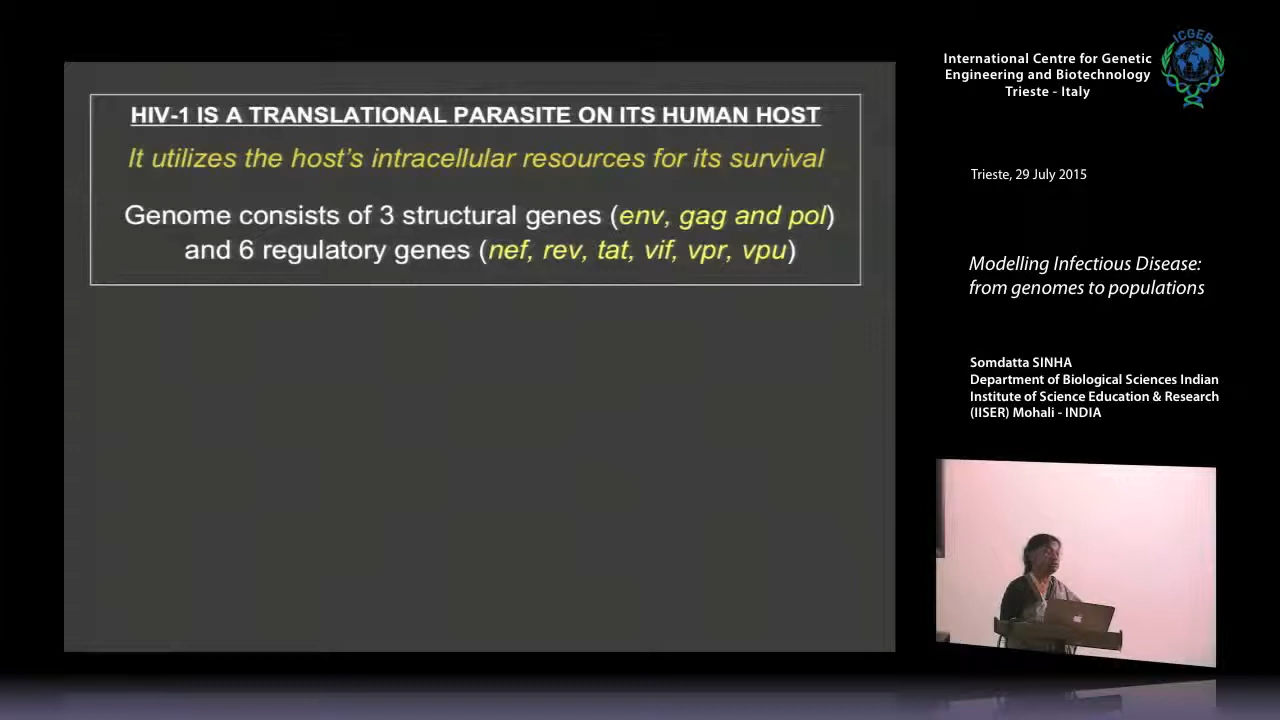 HIV-1 IS A TRANSLATIONAL PARASITE ON ITS HUMAN HOST
It utilizes the host's intracellular resources for its survival
Genome consists of 3 structural genes (env, gag and pol)
and 6 regulatory genes (nef, rev, tat, vif, vpr, vpu)
International Centre for Genetic
Engineering and Biotechnology
Trieste - Italy
ICGEB
Trieste, 29 July 2015
Modelling Infectious Disease:
from genomes to populations
Somdatta SINHA
Department of Biological Sciences Indian
Institute of Science Education & Research
(IISER) Mohali - INDIA